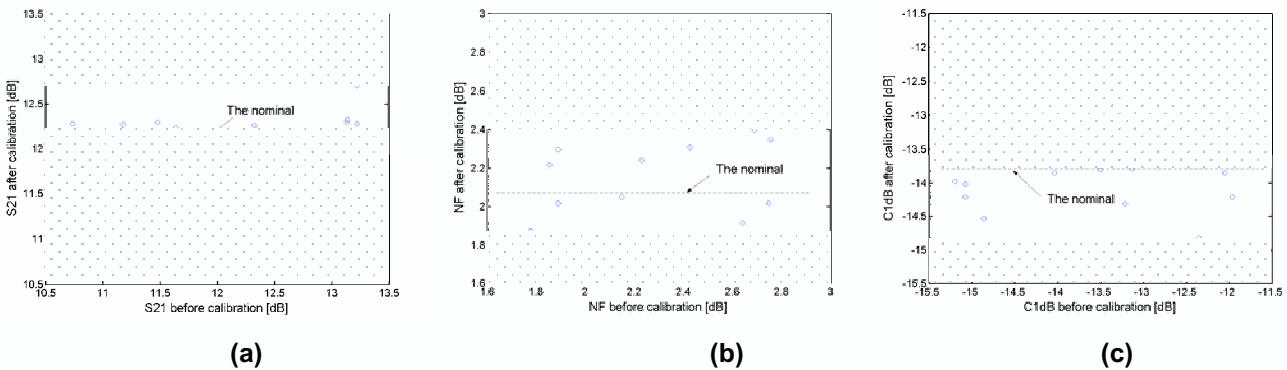 13.5
13
12.5
12
11.5
11
10.5
10.5 11 11.5 12 12.5 13 13.5
S21 after calibration [dB]
S21 before calibration [dB]
The nominal
(a)
3
2.8
2.6
2.4
2.2
2
1.8
1.6
1.6 1.8 2 2.2 2.4 2.6 2.8 3
NF after calibration [dB]
NF before calibration [dB]
The nominal
(b)
-11.5
-12
-12.5
-13
-13.5
-14
-14.5
-15
-15.5
-15.5 -15 -14.5 -14 -13.5 -13 -12.5 -12 -11.5
C1dB after calibration [dB]
C1dB before calibration [dB]
The nominal
(c)